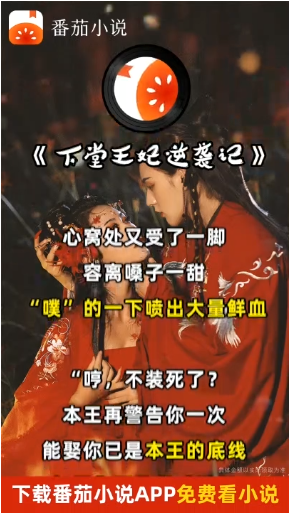 番茄小说
《下堂王妃逆袭记》
心窝处又受了一脚
容离嗓子一甜
“噗”的一下喷出大量鲜血
“哼，不装死了？
本王再警告你一次
能娶你已是本王的底线
下载番茄小说APP免费看小说